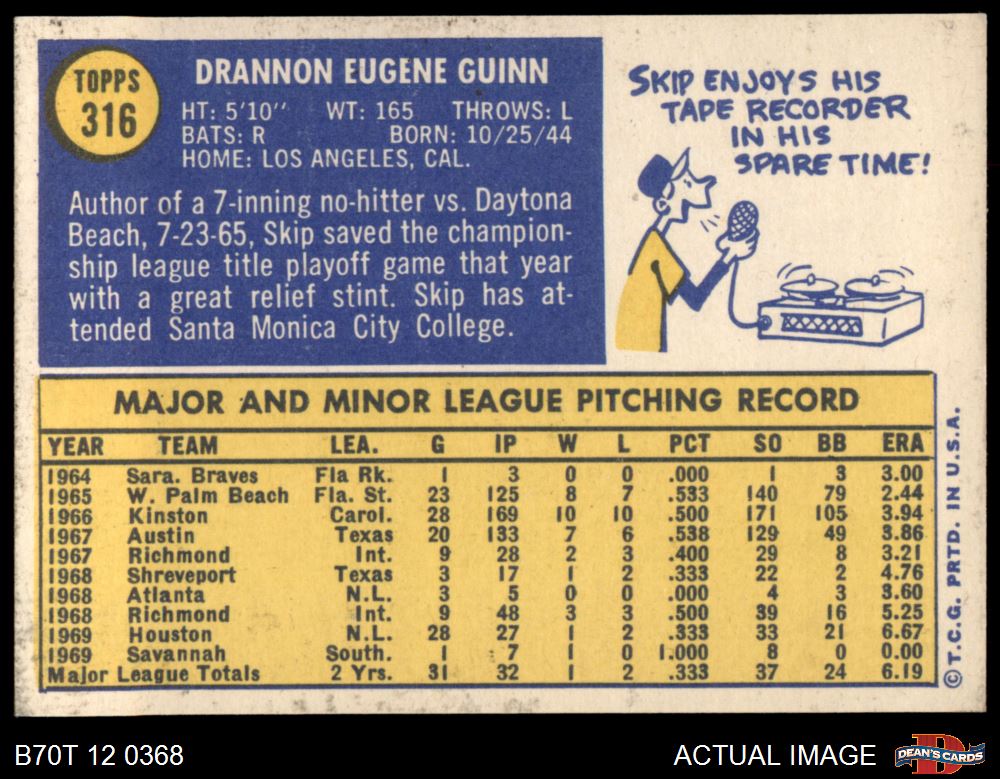 TOPPS
316
DRANNON EUGENE GUINN
HT: 5'10" WT: 165 THROWS: L
BATS: R BORN: 10/25/44
HOME: LOS ANGELES, CAL.
Author of a 7-inning no-hitter vs. Daytona
Beach, 7-23-65, Skip saved the champion-
ship league title playoff game that year
with a great relief stint. Skip has at-
tended Santa Monica City College.
SKIP ENJOYS HIS
TAPE RECORDER
IN HIS
SPARE TIME!
MAJOR AND MINOR LEAGUE PITCHING RECORD
YEAR TEAM LEA. G IP W L PCT SO BB ERA
1964 Sara. Braves Fla Rk. 1 3 0 0 .000 1 3 3.00
1965 W. Palm Beach Fla. St. 23 125 8 7 .533 140 79 2.44
1966 Kinston Carol. 28 169 10 10 .500 171 105 3.94
1967 Austin Texas 20 133 7 6 .538 129 49 3.86
1967 Richmond Int. 9 28 2 3 .400 29 8 3.21
1968 Shreveport Texas 3 17 1 2 .333 22 2 4.76
1968 Atlanta N.L. 3 5 0 0 .000 4 3 3.60
1968 Richmond Int. 9 48 3 3 .500 39 16 5.25
1969 Houston N.L. 28 27 1 2 .333 33 21 6.67
1969 Savannah South. 1 7 1 0 1.000 8 0 0.00
Major League Totals 2 Yrs. 31 32 1 2 .333 37 24 6.19
© T.C.G. PRTD. IN U.S.A.
B70T 12 0368
ACTUAL IMAGE
D
DEAN'S CARDS